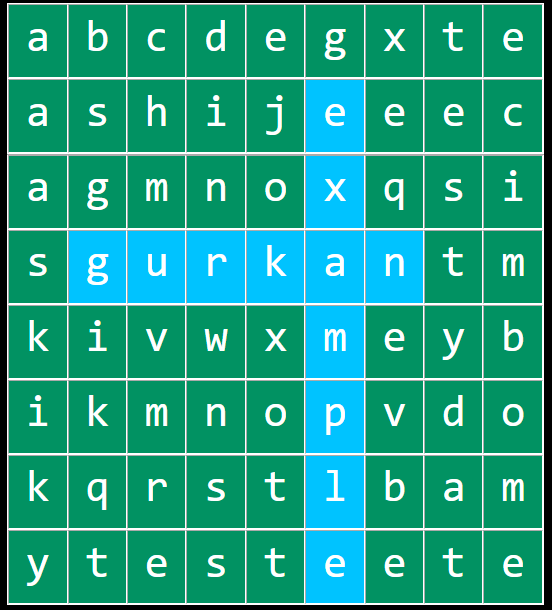 a b c d e g x t e
a s h i j e e e c
a g m n o x q s i
s g u r k a n t m
k i v w x m e y b
i k m n o p v d o
k q r s t l b a m
y t e s t e e t e